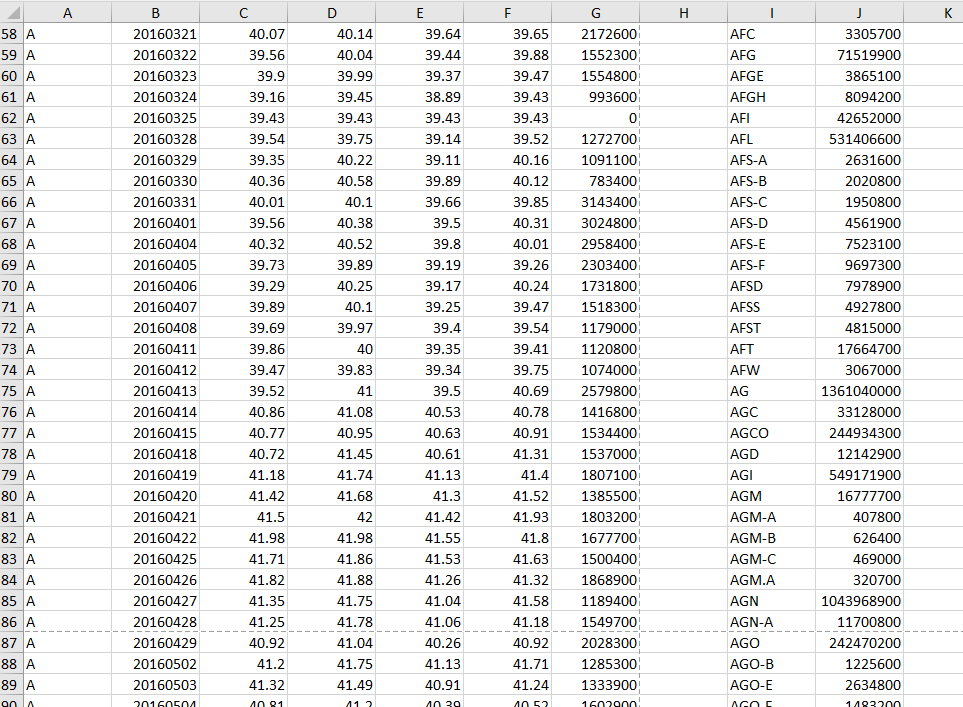 A B C D E F G H I J K
58 A 20160321 40.07 40.14 39.64 39.65 2172600 AFC 3305700
59 A 20160322 39.56 40.04 39.44 39.88 1552300 AFG 71519900
60 A 20160323 39.9 39.99 39.37 39.47 1554800 AFGE 3865100
61 A 20160324 39.16 39.45 38.89 39.43 993600 AFGH 8094200
62 A 20160325 39.43 39.43 39.43 39.43 0 AFI 42652000
63 A 20160328 39.54 39.75 39.14 39.52 1272700 AFL 531406600
64 A 20160329 39.35 40.22 39.11 40.16 1091100 AFS-A 2631600
65 A 20160330 40.36 40.58 39.89 40.12 783400 AFS-B 2020800
66 A 20160331 40.01 40.1 39.66 39.85 3143400 AFS-C 1950800
67 A 20160401 39.56 40.38 39.5 40.31 3024800 AFS-D 4561900
68 A 20160404 40.32 40.52 39.8 40.01 2958400 AFS-E 7523100
69 A 20160405 39.73 39.89 39.19 39.26 2303400 AFS-F 9697300
70 A 20160406 39.29 40.25 39.17 40.24 1731800 AFSD 7978900
71 A 20160407 39.89 40.1 39.25 39.47 1518300 AFSS 4927800
72 A 20160408 39.69 39.97 39.4 39.54 1179000 AFST 4815000
73 A 20160411 39.86 40 39.35 39.41 1120800 AFT 17664700
74 A 20160412 39.47 39.83 39.34 39.75 1074000 AFW 3067000
75 A 20160413 39.52 41 39.5 40.69 2579800 AG 1361040000
76 A 20160414 40.86 41.08 40.53 40.78 1416800 AGC 33128000
77 A 20160415 40.77 40.95 40.63 40.91 1534400 AGCO 244934300
78 A 20160418 40.72 41.45 40.61 41.31 1537000 AGD 12142900
79 A 20160419 41.18 41.74 41.13 41.4 1807100 AGI 549171900
80 A 20160420 41.42 41.68 41.3 41.52 1385500 AGM 16777700
81 A 20160421 41.5 42 41.42 41.93 1803200 AGM-A 407800
82 A 20160422 41.98 41.98 41.55 41.8 1677700 AGM-B 626400
83 A 20160425 41.71 41.86 41.53 41.63 1500400 AGM-C 469000
84 A 20160426 41.82 41.88 41.26 41.32 1868900 AGM.A 320700
85 A 20160427 41.35 41.75 41.04 41.58 1189400 AGN 1043968900
86 A 20160428 41.25 41.78 41.06 41.18 1549700 AGN-A 11700800
87 A 20160429 40.92 41.04 40.26 40.92 2028300 AGO 242470200
88 A 20160502 41.2 41.75 41.13 41.71 1285300 AGO-B 1225600
89 A 20160503 41.32 41.49 40.91 41.24 1333900 AGO-E 2634800
90 A 20160504 40.81 41.2 40.39 40.52 1602900 1483200